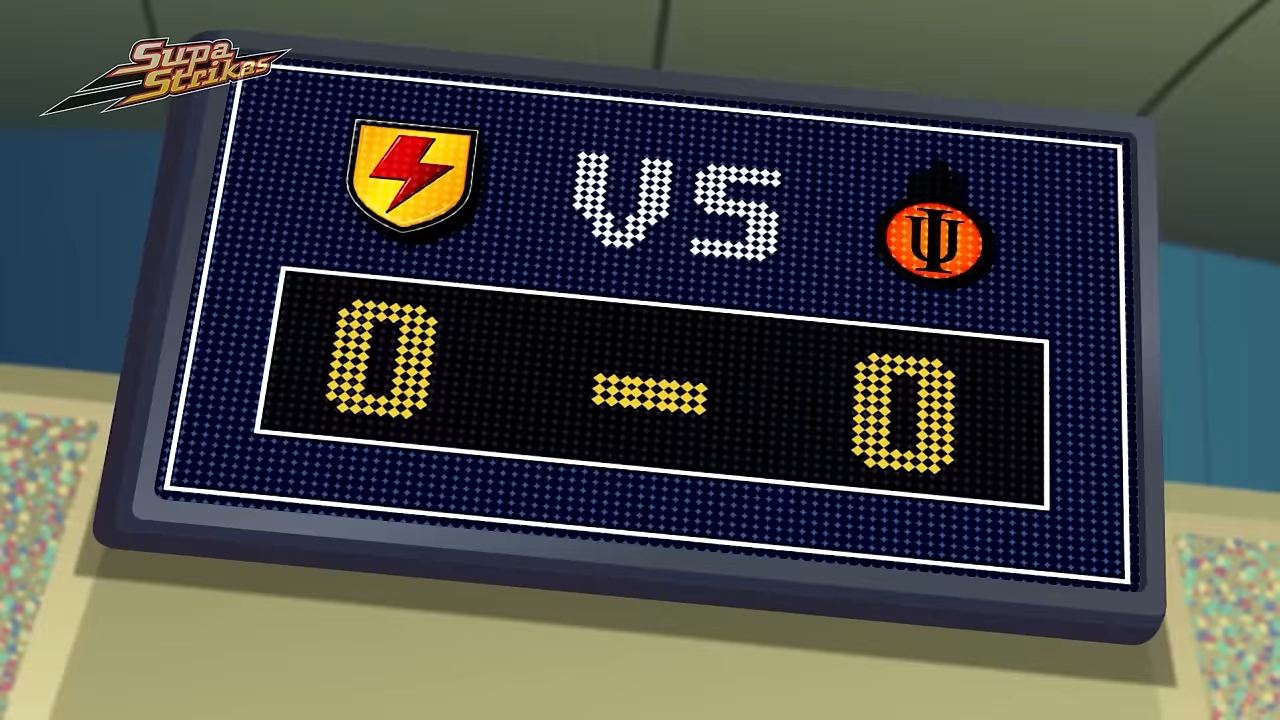 Supa
Strikas
VS
Ψ
0 – 0